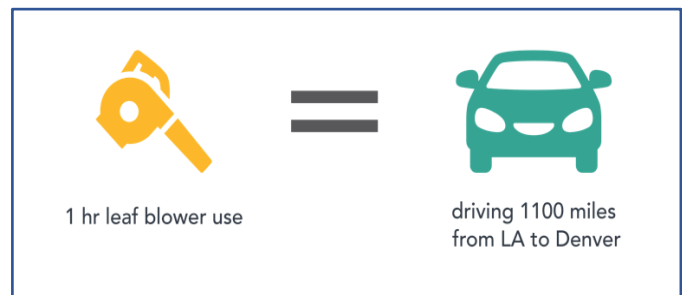 1 hr leaf blower use
driving 1100 miles
from LA to Denver